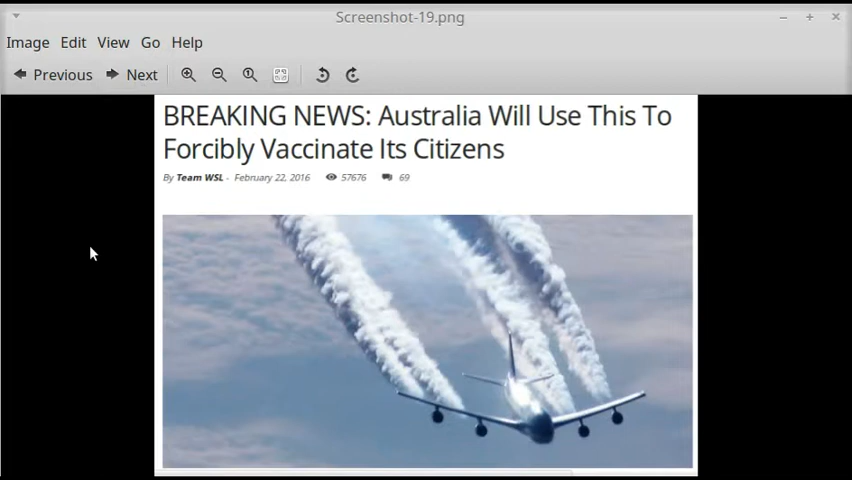 Screenshot-19.png
Image Edit View Go Help
Previous Next
BREAKING NEWS: Australia Will Use This To
Forcibly Vaccinate Its Citizens
By Team WSL - February 22, 2016 57676 69